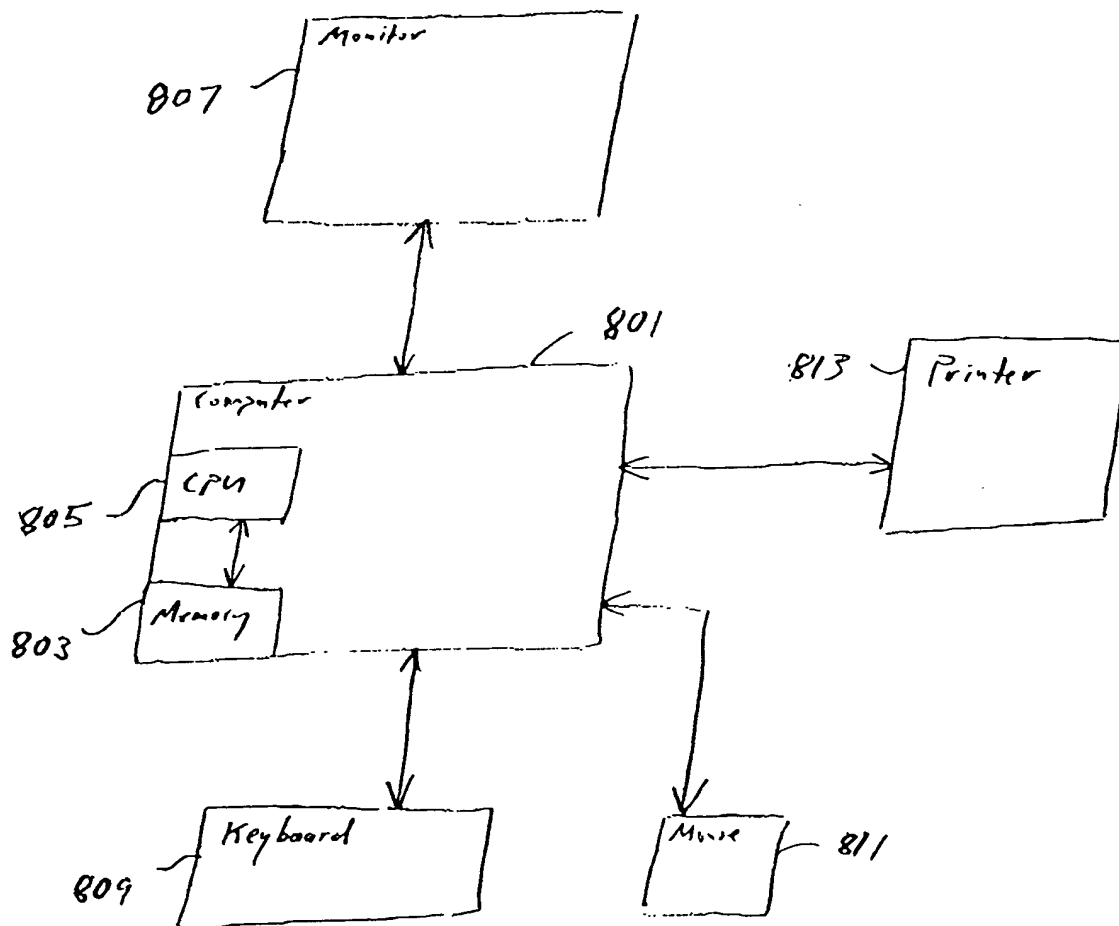 Monitor
807
801
813
Printer
Computer
CPU
805
Memory
803
Keyboard
809
Mouse
811